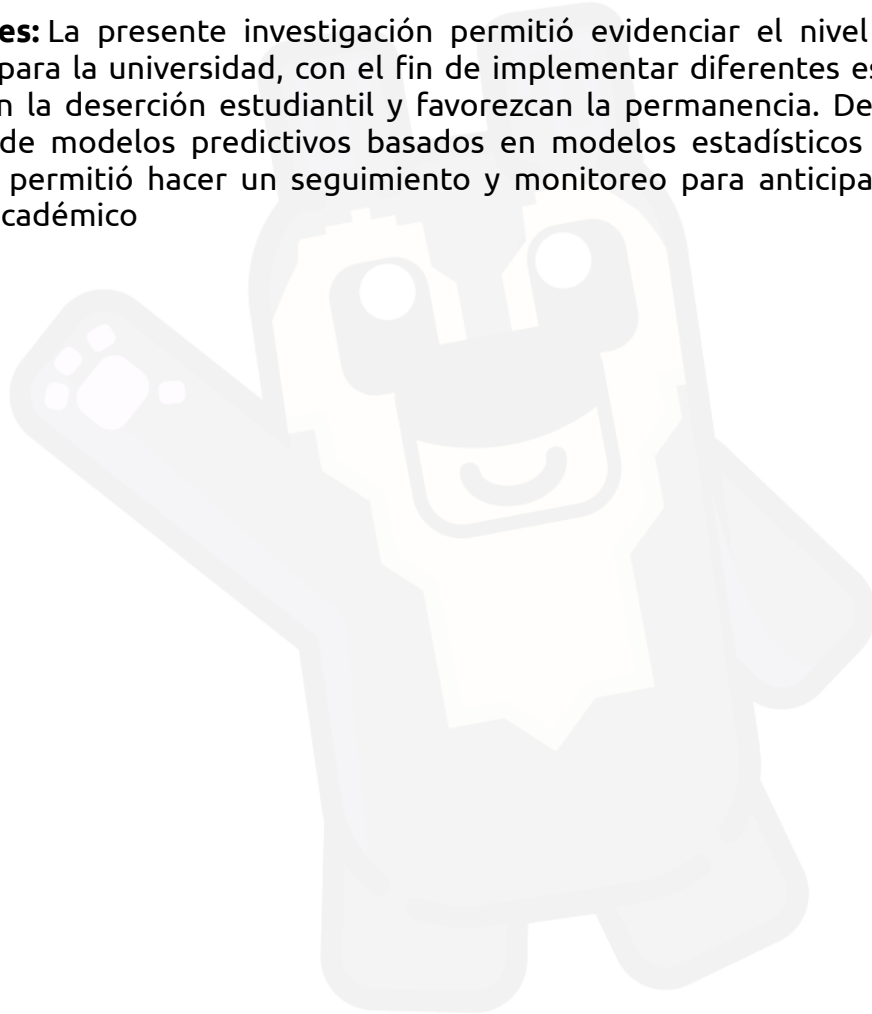 es: La presente investigación permitió evidenciar el nivel
para la universidad, con el fin de implementar diferentes es
n la deserción estudiantil y favorezcan la permanencia. De
de modelos predictivos basados en modelos estadísticos
permitió hacer un seguimiento y monitoreo para anticipa
cadémico